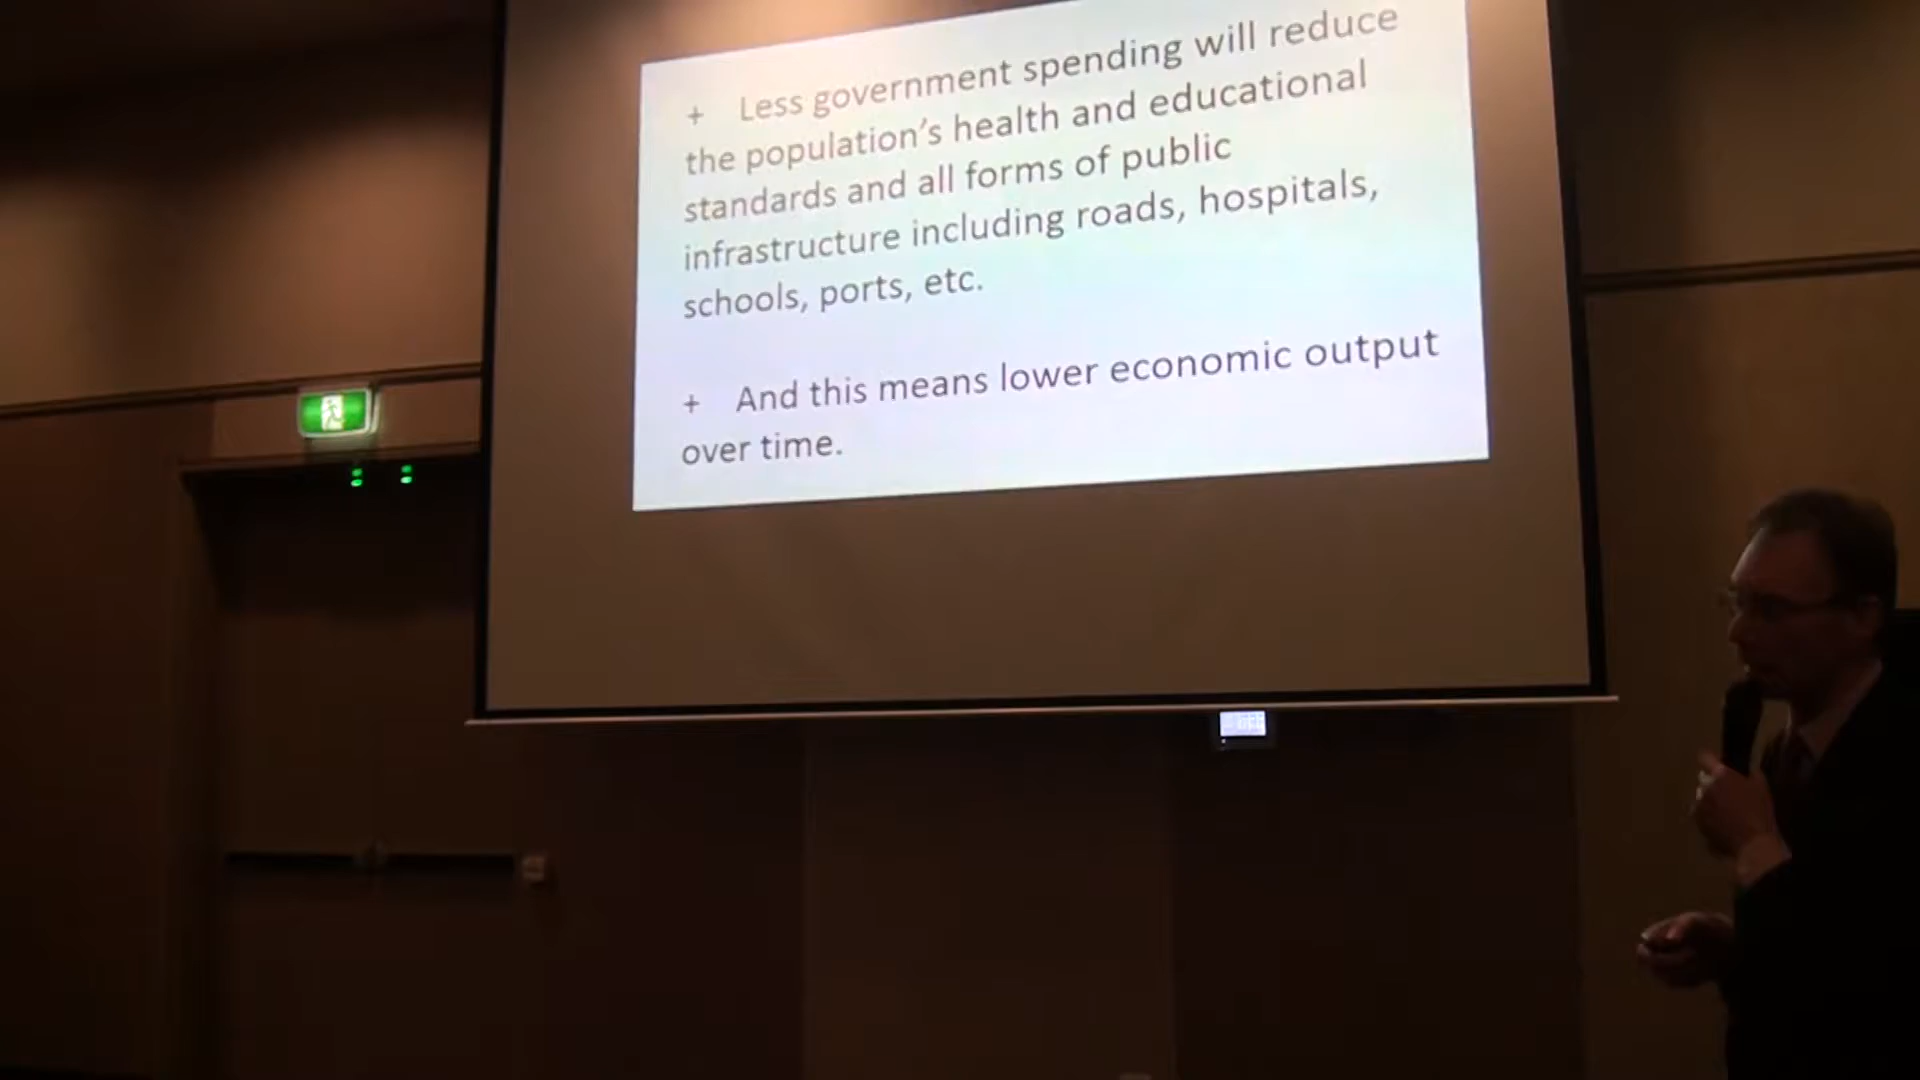 + Less government spending will reduce
the population's health and educational
standards and all forms of public
infrastructure including roads, hospitals,
schools, ports, etc.
+ And this means lower economic output
over time.